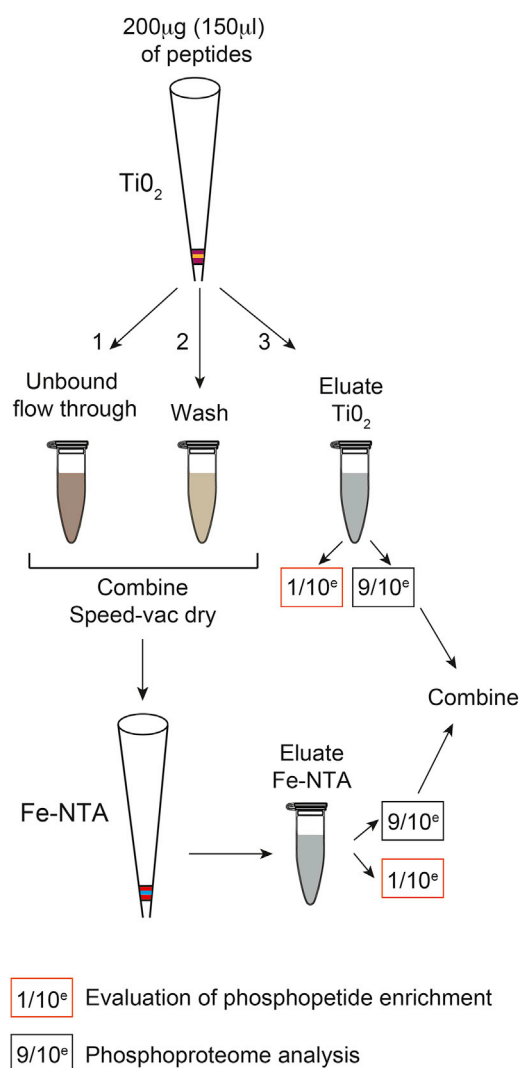 200µg (150µl)
of peptides
Ti0₂
1
2
3
Unbound
flow through
Wash
Eluate
Ti0₂
1/10ᵉ
9/10ᵉ
Combine
Speed-vac dry
Combine
Fe-NTA
Eluate
Fe-NTA
9/10ᵉ
1/10ᵉ
1/10ᵉ Evaluation of phosphopetide enrichment
9/10ᵉ Phosphoproteome analysis